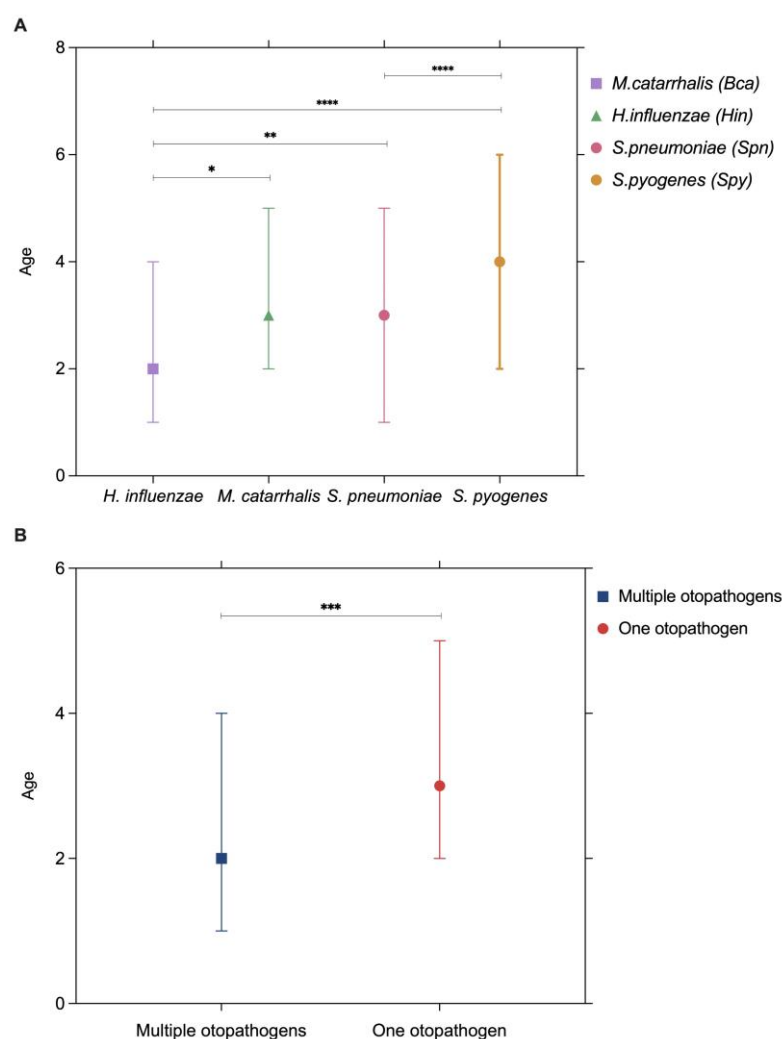 A
8
6
4
2
0
Age
****
****
**
*
M.catarrhalis (Bca)
H.influenzae (Hin)
S.pneumoniae (Spn)
S.pyogenes (Spy)
H. influenzae M. catarrhalis S. pneumoniae S. pyogenes
B
6
4
2
0
Age
***
Multiple otopathogens
One otopathogen
Multiple otopathogens One otopathogen